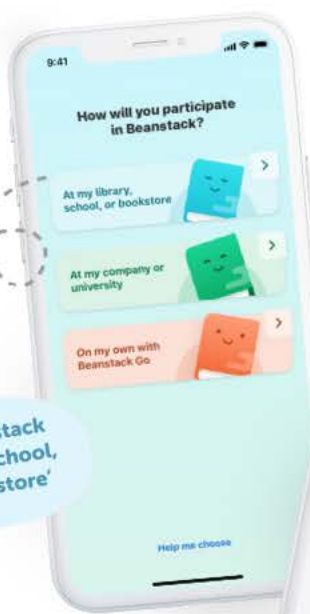 9:41
How will you participate
in Beanstack?
At my library,
school, or bookstore
At my company or
university
On my own with
Beanstack Go
stack
chool,
store'
Help me choose